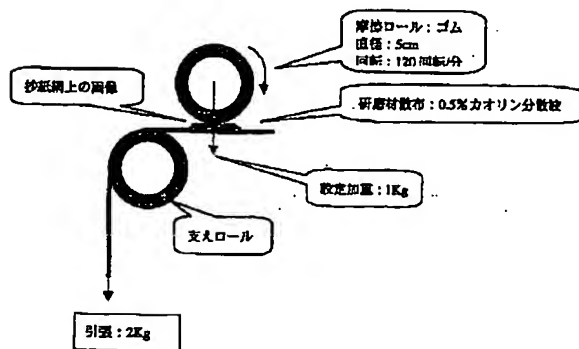 摩擦ロール：ゴム
直径：5cm
回転：120回転/分
抄紙網上の画像
研磨材散布：0.5%カオリン分散液
設定加重：1Kg
支えロール
引張：2Kg